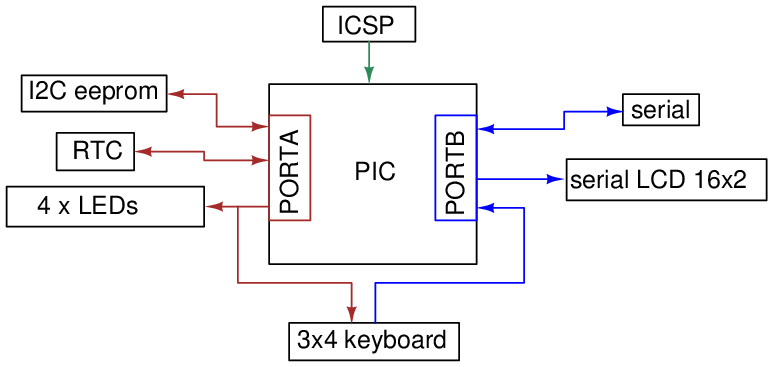 ICSP
I2C eeprom
serial
RTC
PORTA
PIC
PORTB
serial LCD 16x2
4 x LEDs
3x4 keyboard